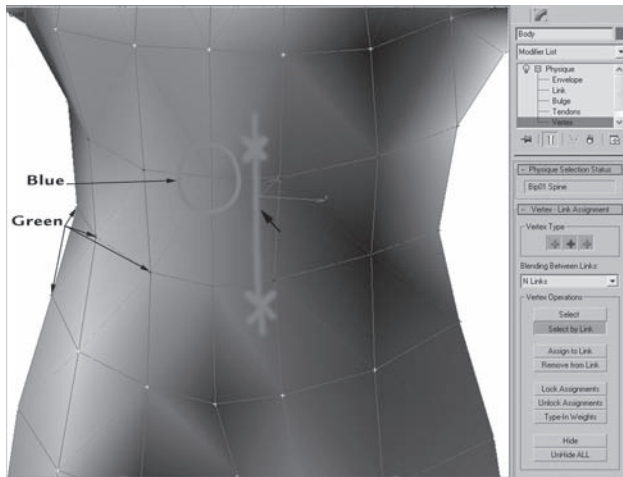 Body
Modifier List
Physique
Envelope
Link
Bulge
Tendons
Vertex
Blue
Green
- Physique Selection Status
Bip01 Spine
- Vertex - Link Assignment
Vertex Type
Blending Between Links:
N Links
Vertex Operations
Select
Select by Link
Assign to Link
Remove from Link
Lock Assignments
Unlock Assignments
Type-In Weights
Hide
UnHide ALL